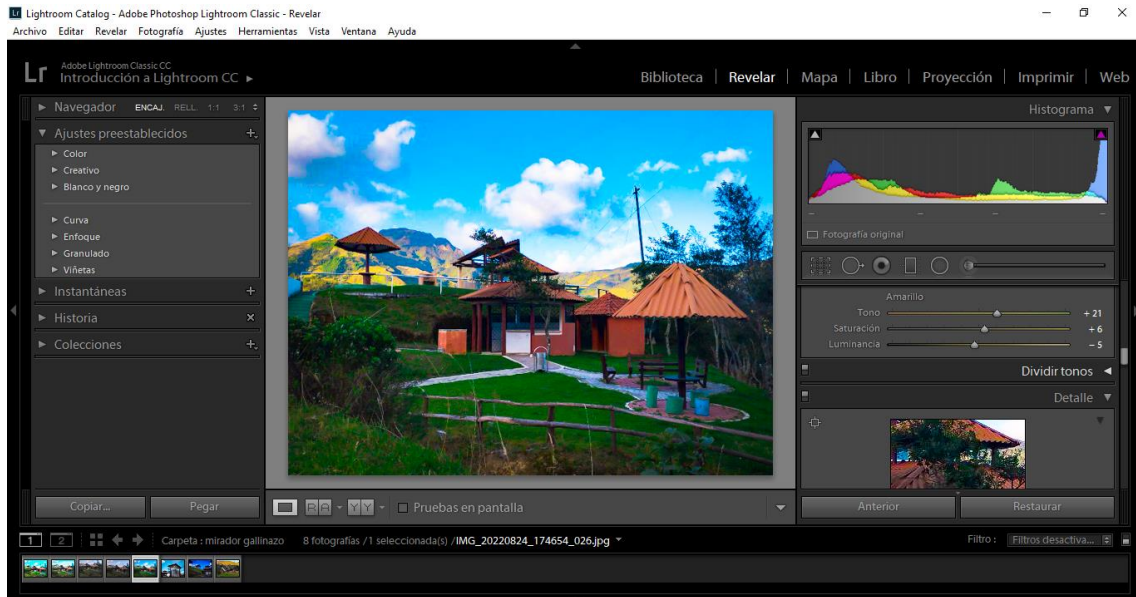 Lightroom Catalog - Adobe Photoshop Lightroom Classic - Revelar
Archivo Editar Revelar Fotografía Ajustes Herramientas Vista Ventana Ayuda
Lr
Adobe Lightroom Classic CC
Introducción a Lightroom CC
Biblioteca | Revelar | Mapa | Libro | Proyección | Imprimir | Web
Navegador ENCAJ. RELL. 1:1 3:1
Ajustes preestablecidos
Color
Creativo
Blanco y negro
Curva
Enfoque
Granulado
Viñetas
Instantáneas
Historia
Colecciones
Copiar... Pegar
R A Y Y Pruebas en pantalla
Histograma
Fotografía original
Amarillo
Tono + 21
Saturación + 6
Luminancia - 5
Dividir tonos
Detalle
Anterior Restaurar
1 2 Carpeta : mirador gallinazo 8 fotografías /1 seleccionada(s) /IMG_20220824_174654_026.jpg Filtro : Filtros desactiva...